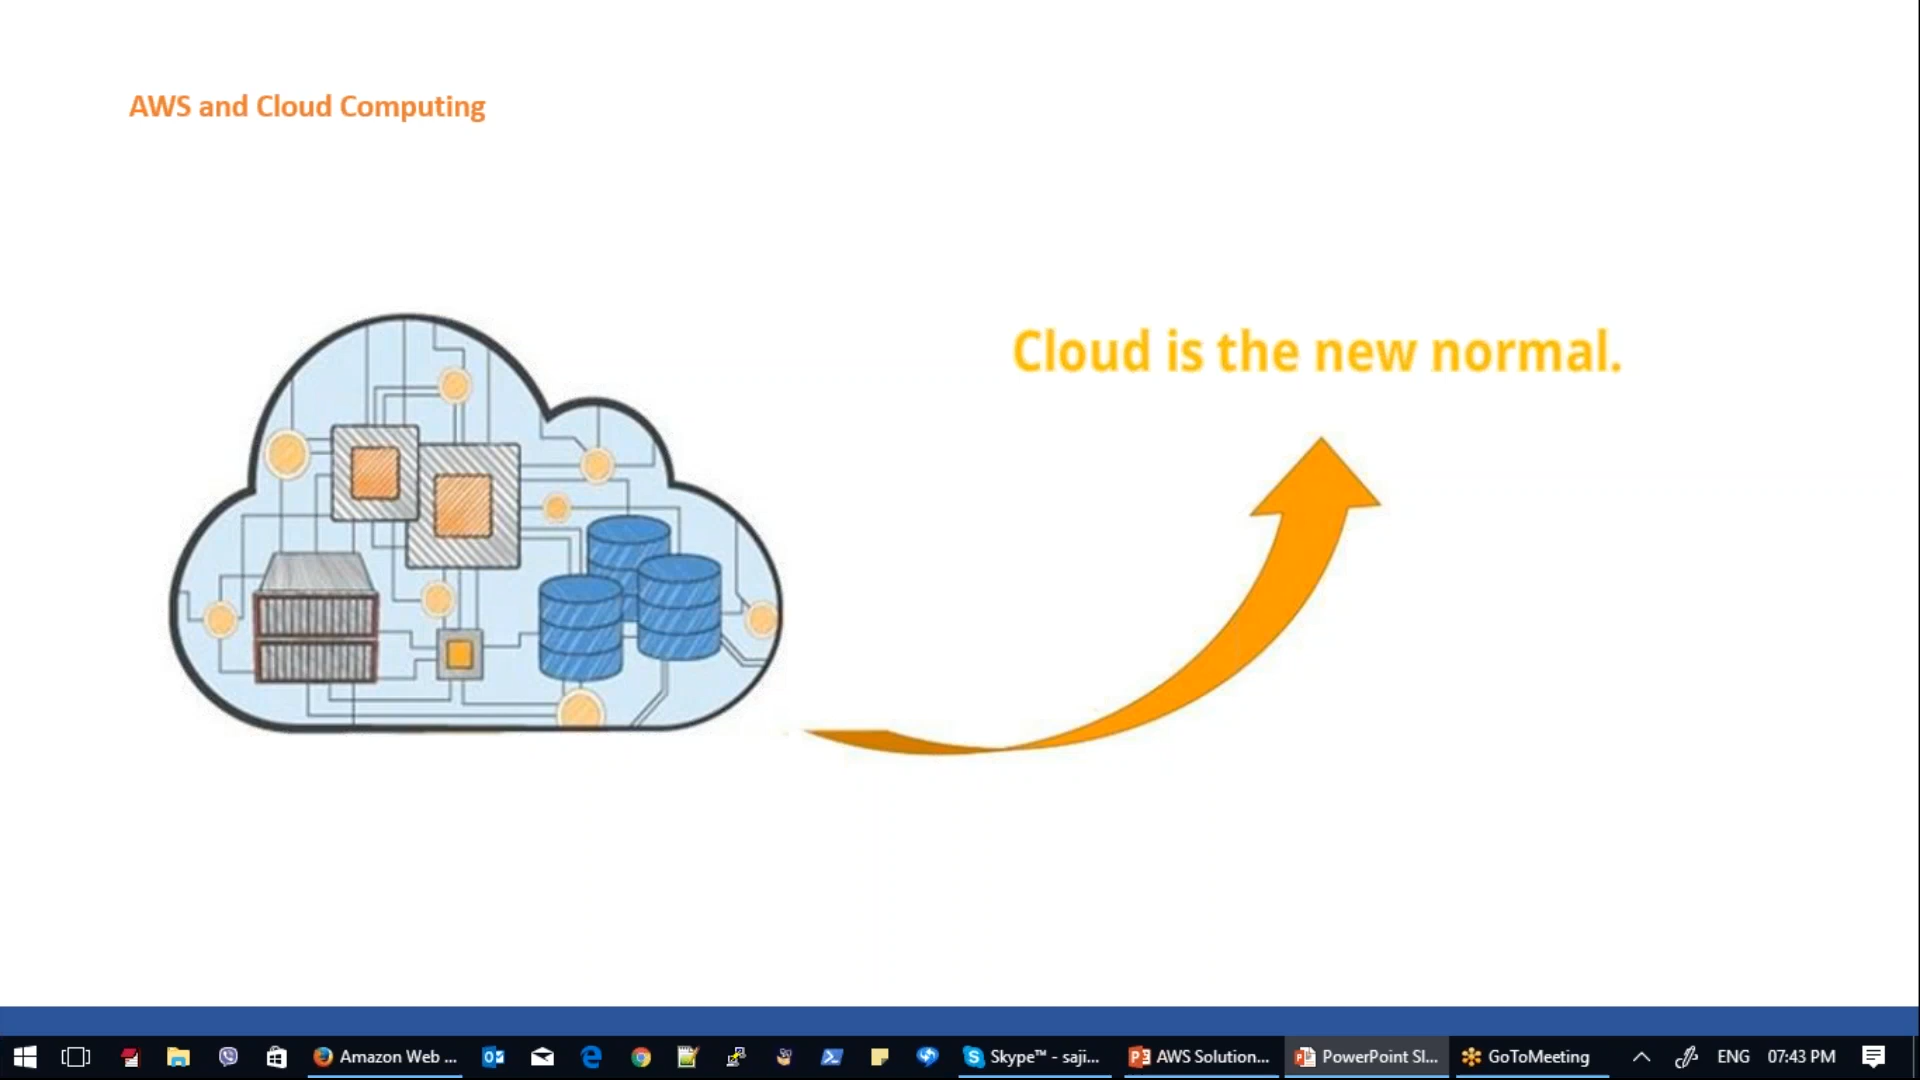 AWS and Cloud Computing
Cloud is the new normal.
Amazon Web ...
Skype™ - saji...
AWS Solution...
PowerPoint Sl...
GoToMeeting
ENG
07:43 PM